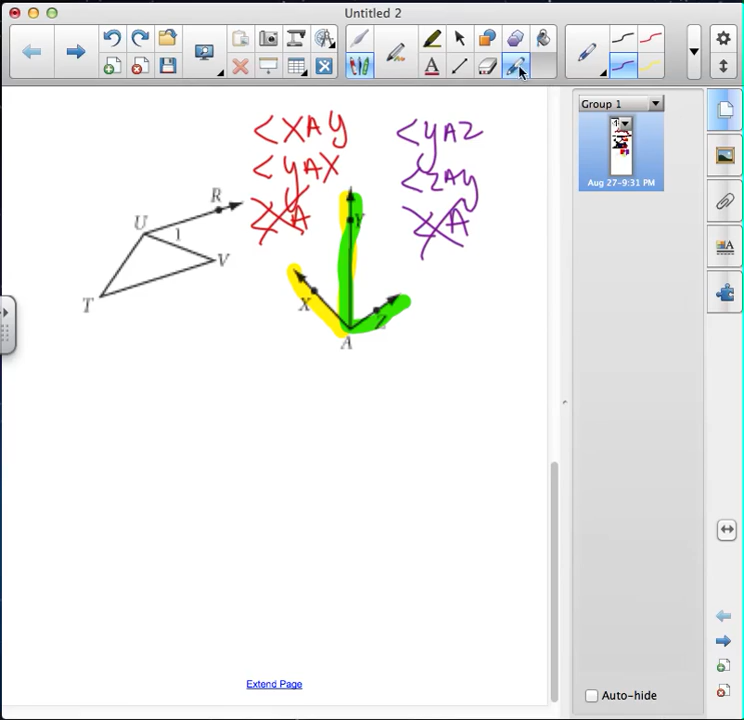 Untitled 2
Group 1
Aug 27-9:31 PM
<XAY
<YAX
<A
<YAZ
<ZAY
<A
R
U
1
V
T
Y
X
Z
A
Extend Page
Auto-hide